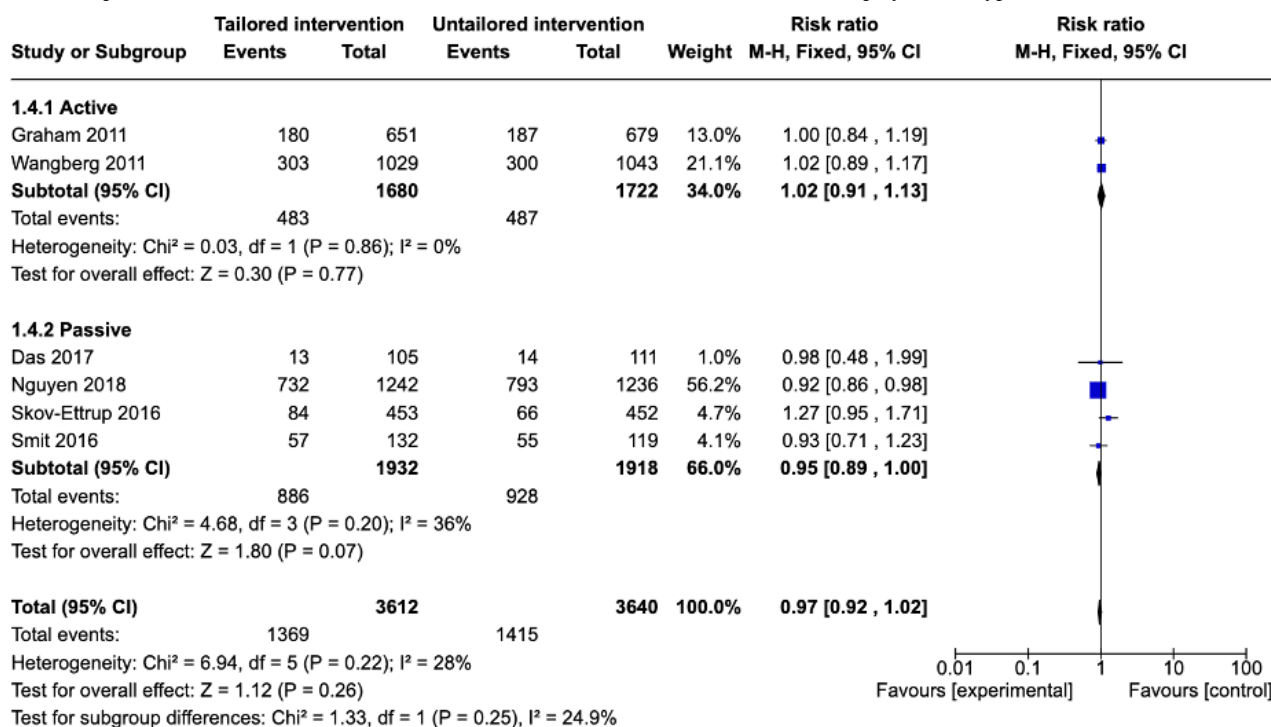 Tailored intervention Untailored intervention Risk ratio Risk ratio
Study or Subgroup Events Total Events Total Weight M-H, Fixed, 95% CI M-H, Fixed, 95% CI
1.4.1 Active
Graham 2011 180 651 187 679 13.0% 1.00 [0.84 , 1.19]
Wangberg 2011 303 1029 300 1043 21.1% 1.02 [0.89 , 1.17]
Subtotal (95% CI) 1680 1722 34.0% 1.02 [0.91 , 1.13]
Total events: 483 487
Heterogeneity: Chi² = 0.03, df = 1 (P = 0.86); I² = 0%
Test for overall effect: Z = 0.30 (P = 0.77)
1.4.2 Passive
Das 2017 13 105 14 111 1.0% 0.98 [0.48 , 1.99]
Nguyen 2018 732 1242 793 1236 56.2% 0.92 [0.86 , 0.98]
Skov-Ettrup 2016 84 453 66 452 4.7% 1.27 [0.95 , 1.71]
Smit 2016 57 132 55 119 4.1% 0.93 [0.71 , 1.23]
Subtotal (95% CI) 1932 1918 66.0% 0.95 [0.89 , 1.00]
Total events: 886 928
Heterogeneity: Chi² = 4.68, df = 3 (P = 0.20); I² = 36%
Test for overall effect: Z = 1.80 (P = 0.07)
Total (95% CI) 3612 3640 100.0% 0.97 [0.92 , 1.02]
Total events: 1369 1415
Heterogeneity: Chi² = 6.94, df = 5 (P = 0.22); I² = 28%
0.01 0.1 1 10 100
Test for overall effect: Z = 1.12 (P = 0.26)
Favours [experimental] Favours [control]
Test for subgroup differences: Chi² = 1.33, df = 1 (P = 0.25), I² = 24.9%